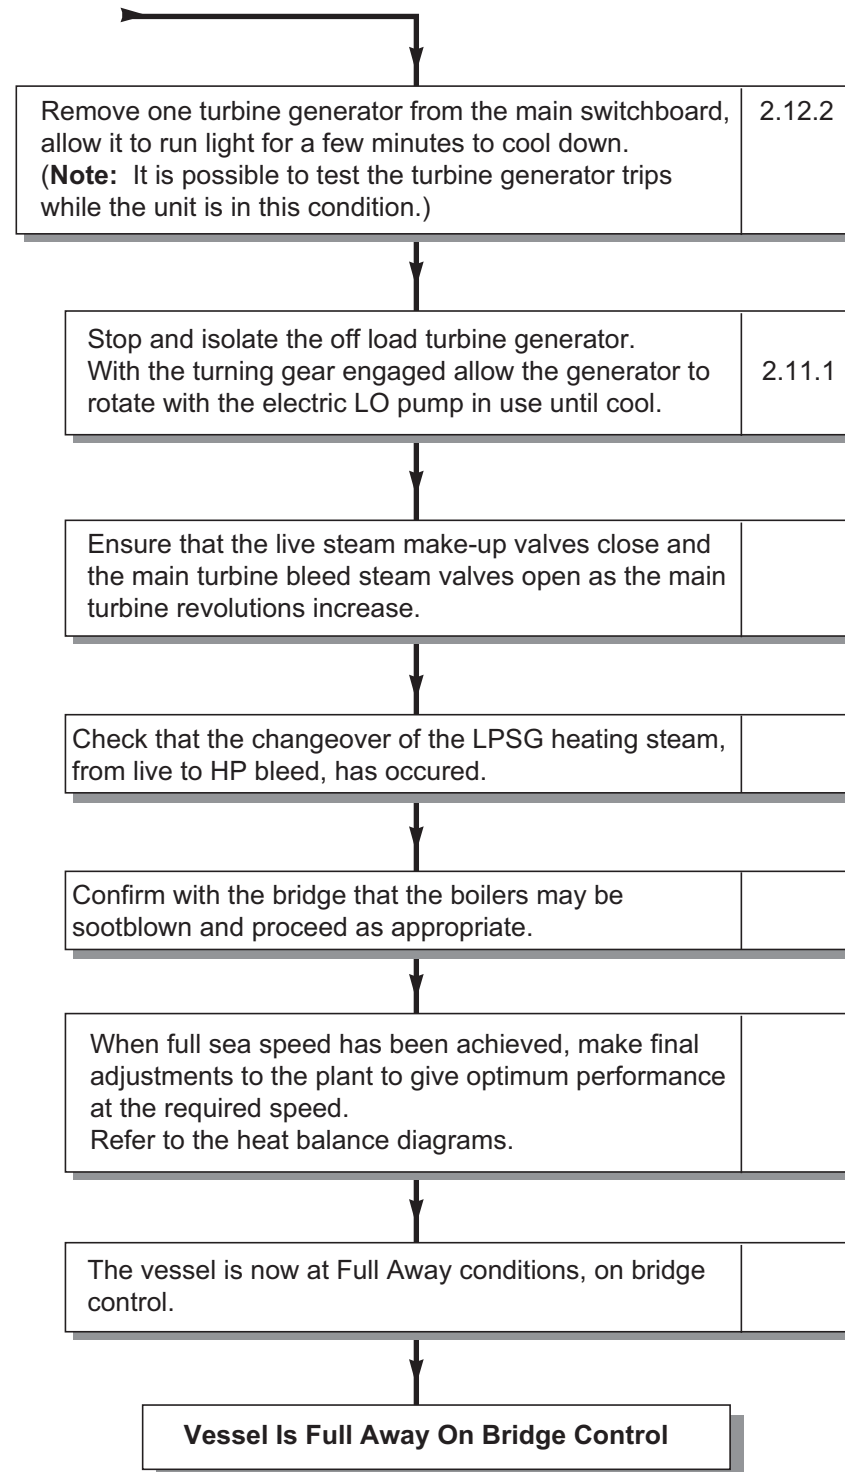 Remove one turbine generator from the main switchboard, 2.12.2
allow it to run light for a few minutes to cool down.
(Note: It is possible to test the turbine generator trips
while the unit is in this condition.)
Stop and isolate the off load turbine generator.
With the turning gear engaged allow the generator to 2.11.1
rotate with the electric LO pump in use until cool.
Ensure that the live steam make-up valves close and
the main turbine bleed steam valves open as the main
turbine revolutions increase.
Check that the changeover of the LPSG heating steam,
from live to HP bleed, has occured.
Confirm with the bridge that the boilers may be
sootblown and proceed as appropriate.
When full sea speed has been achieved, make final
adjustments to the plant to give optimum performance
at the required speed.
Refer to the heat balance diagrams.
The vessel is now at Full Away conditions, on bridge
control.
Vessel Is Full Away On Bridge Control